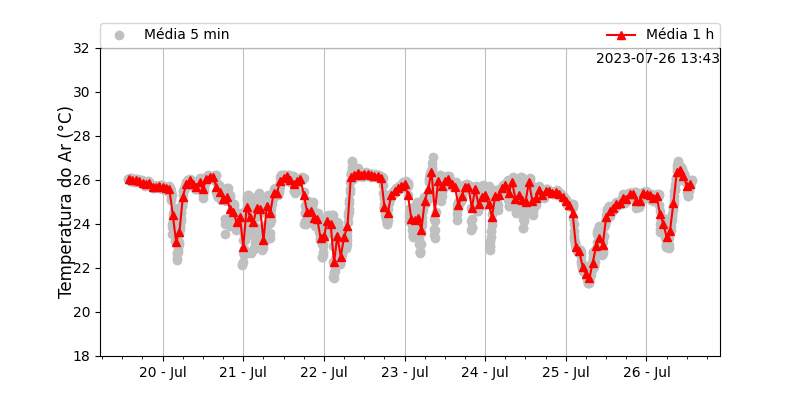 Média 5 min
Média 1 h
2023-07-26 13:43
Temperatura do Ar (°C)
32
30
28
26
24
22
20
18
20 - Jul
21 - Jul
22 - Jul
23 - Jul
24 - Jul
25 - Jul
26 - Jul